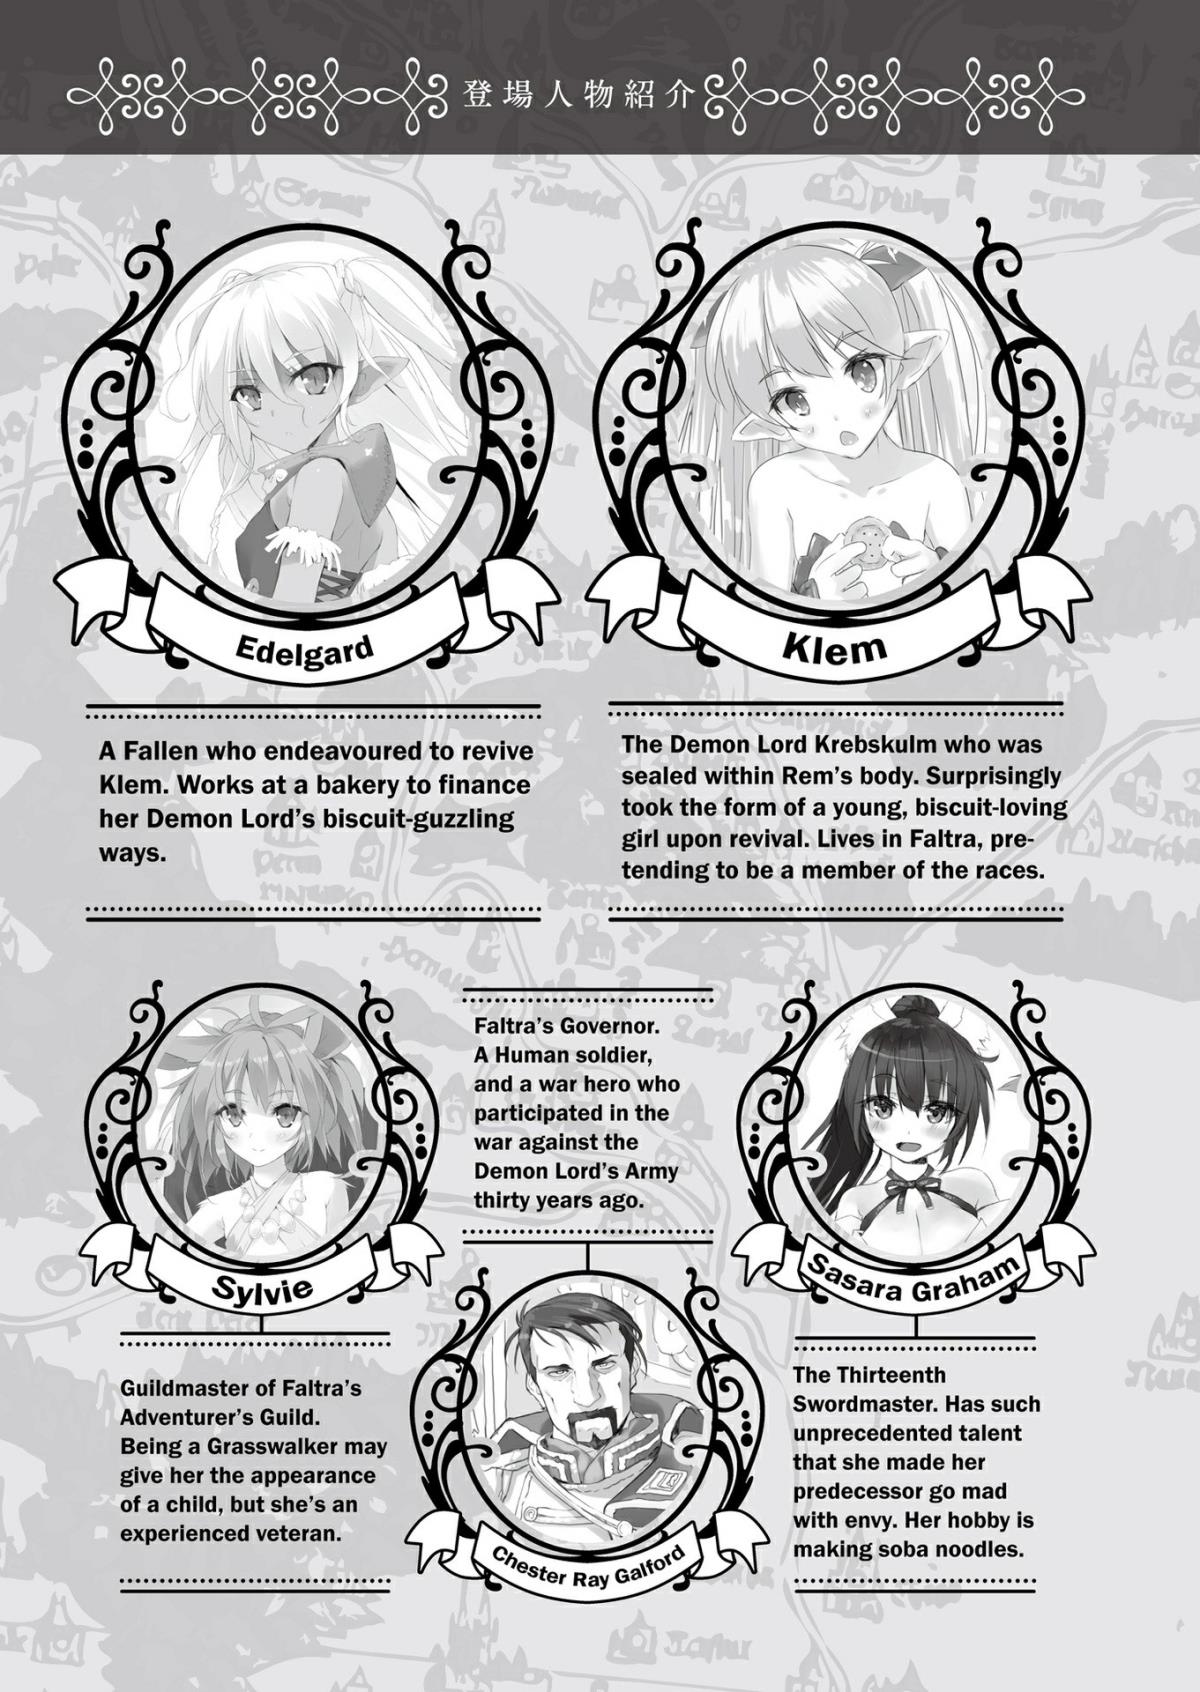 登場人物紹介
Edelgard
A Fallen who endeavoured to revive
Klem. Works at a bakery to finance
her Demon Lord's biscuit-guzzling
ways.
Klem
The Demon Lord Krebskulm who was
sealed within Rem's body. Surprisingly
took the form of a young, biscuit-loving
girl upon revival. Lives in Faltra, pre-
tending to be a member of the races.
Sylvie
Guildmaster of Faltra's
Adventurer's Guild.
Being a Grasswalker may
give her the appearance
of a child, but she's an
experienced veteran.
Faltra's Governor.
A Human soldier,
and a war hero who
participated in the
war against the
Demon Lord's Army
thirty years ago.
Chester Ray Galford
Sasara Graham
The Thirteenth
Swordmaster. Has such
unprecedented talent
that she made her
predecessor go mad
with envy. Her hobby is
making soba noodles.